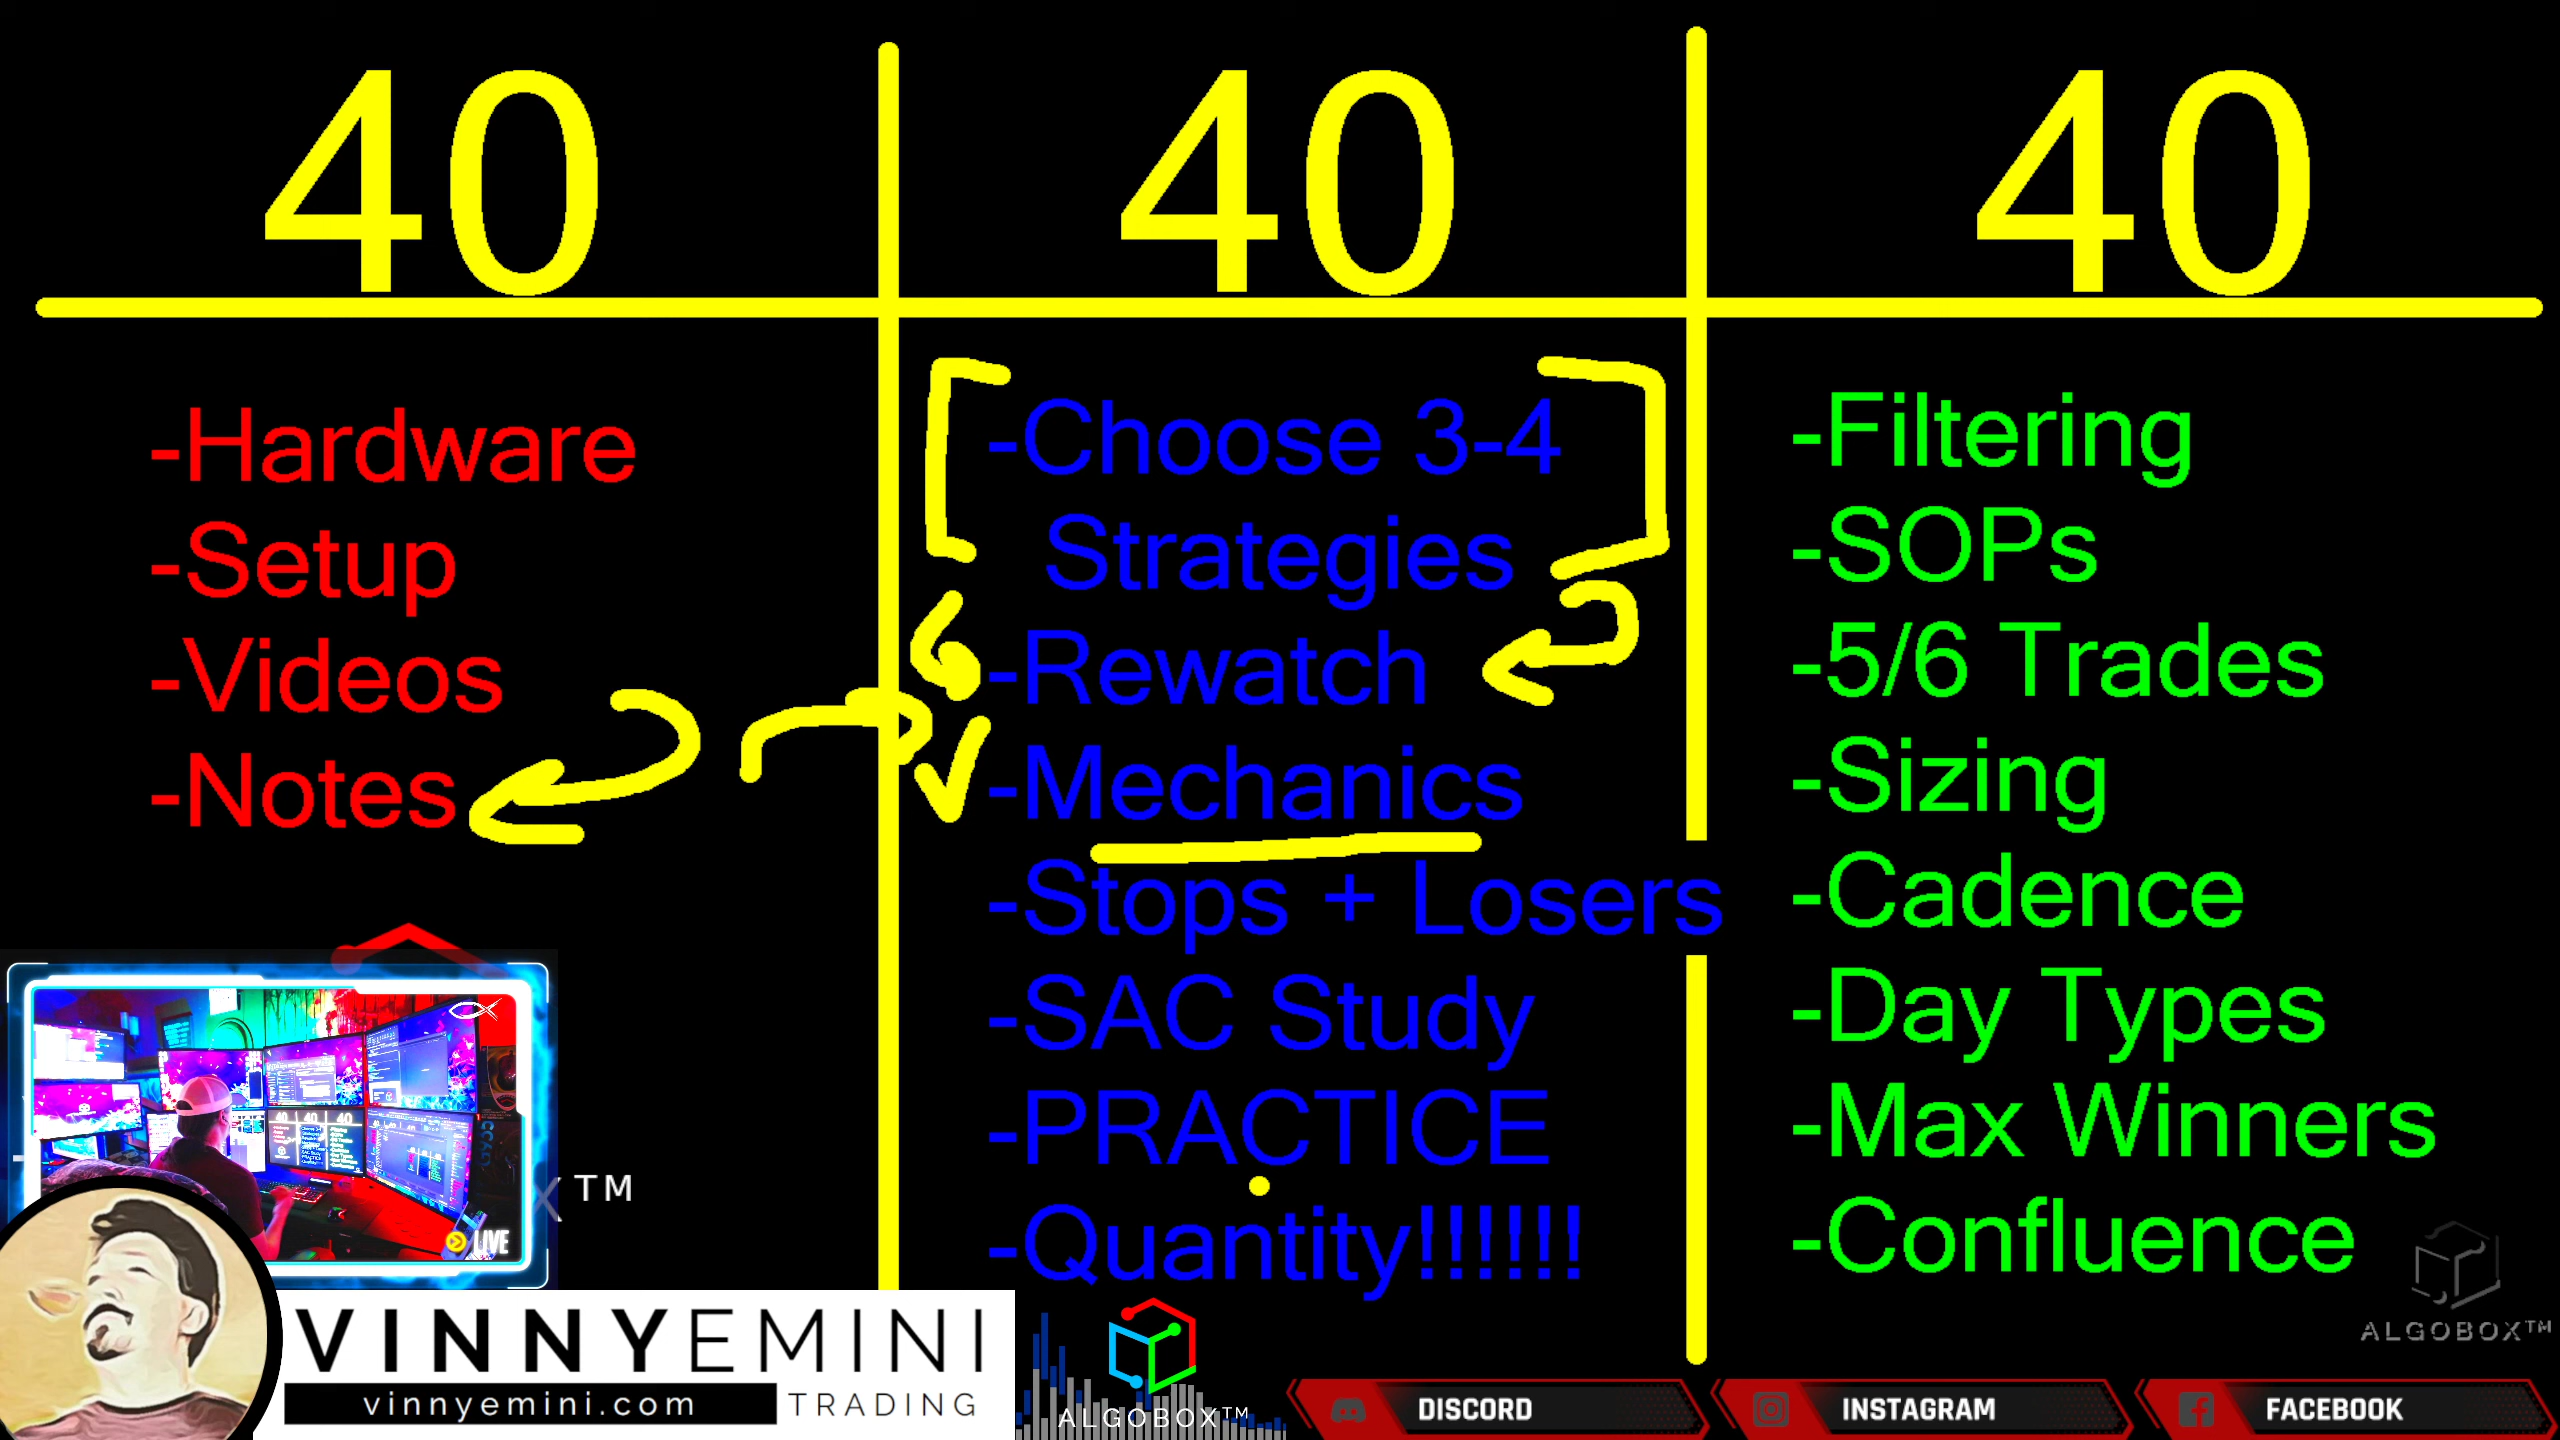 40
40
40
-Hardware
-Setup
-Videos
-Notes
-Choose 3-4
Strategies
-Rewatch
-Mechanics
-Stops + Losers
-SAC Study
-PRACTICE
-Quantity!!!!!!
-Filtering
-SOPs
-5/6 Trades
-Sizing
-Cadence
-Day Types
-Max Winners
-Confluence
X™
LIVE
VINNYEMINI
vinnyemini.com
TRADING
ALGOBOX™
DISCORD
INSTAGRAM
FACEBOOK
ALGOBOX™